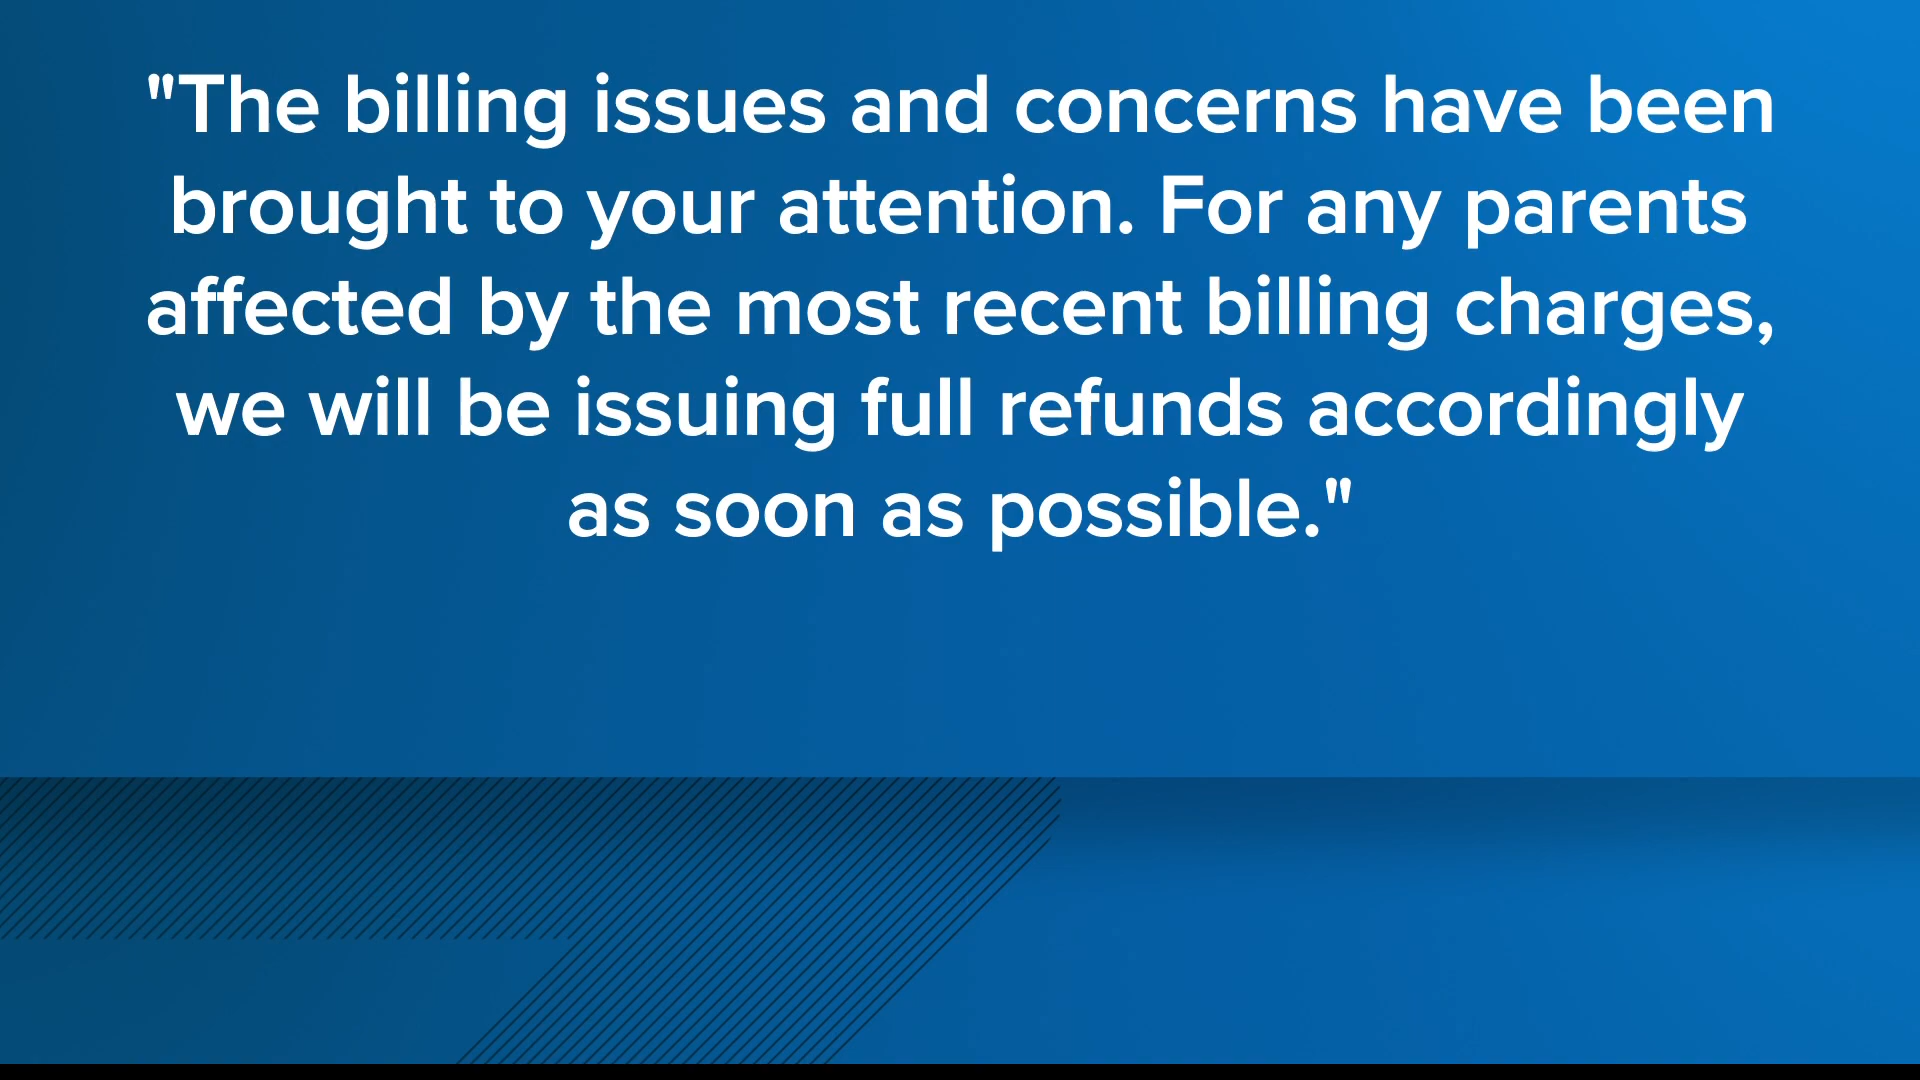 "The billing issues and concerns have been
brought to your attention. For any parents
affected by the most recent billing charges,
we will be issuing full refunds accordingly
as soon as possible."